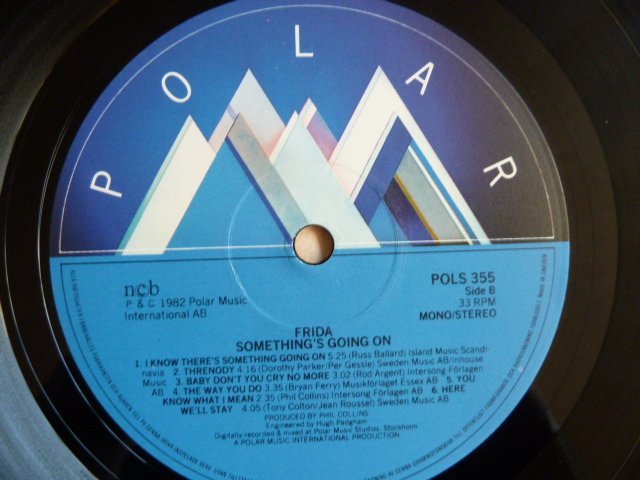 POLAR
ncb
P & C 1982 Polar Music
International AB
POLS 355
Side B
33 RPM
MONO/STEREO
FRIDA
SOMETHING'S GOING ON
1. I KNOW THERE'S SOMETHING GOING ON 5.25 (Russ Ballard) Island Music Scandi-
navia 2. THRENODY 4.16 (Dorothy Parker/Per Gessle) Sweden Music AB/Inhouse
Music 3. BABY DON'T YOU CRY NO MORE 3.02 (Rod Argent) Intersong Förlagen
AB 4. THE WAY YOU DO 3.35 (Bryan Ferry) Musikförlaget Essex AB 5. YOU
KNOW WHAT I MEAN 2.35 (Phil Collins) Intersong Förlagen AB 6. HERE
WE'LL STAY. 4.05 (Tony Colton/Jean Roussel) Sweden Music AB
PRODUCED BY PHIL COLLINS
Engineered by Hugh Padgham
Digitally recorded & mixed at Polar Music Studios, Stockholm
A POLAR MUSIC INTERNATIONAL PRODUCTION
MADE IN SWEDEN